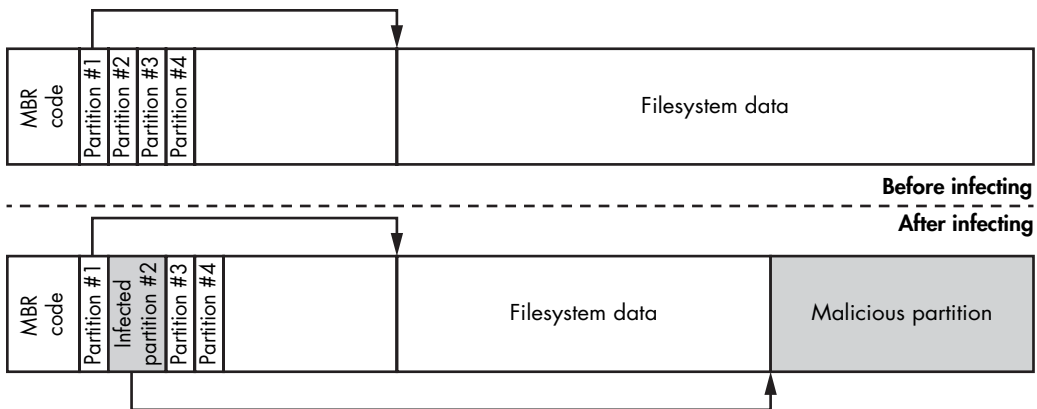 MBR
code
Partition #1
Partition #2
Partition #3
Partition #4
Filesystem data
Before infecting
After infecting
MBR
code
Partition #1
Infected
partition #2
Partition #3
Partition #4
Filesystem data
Malicious partition